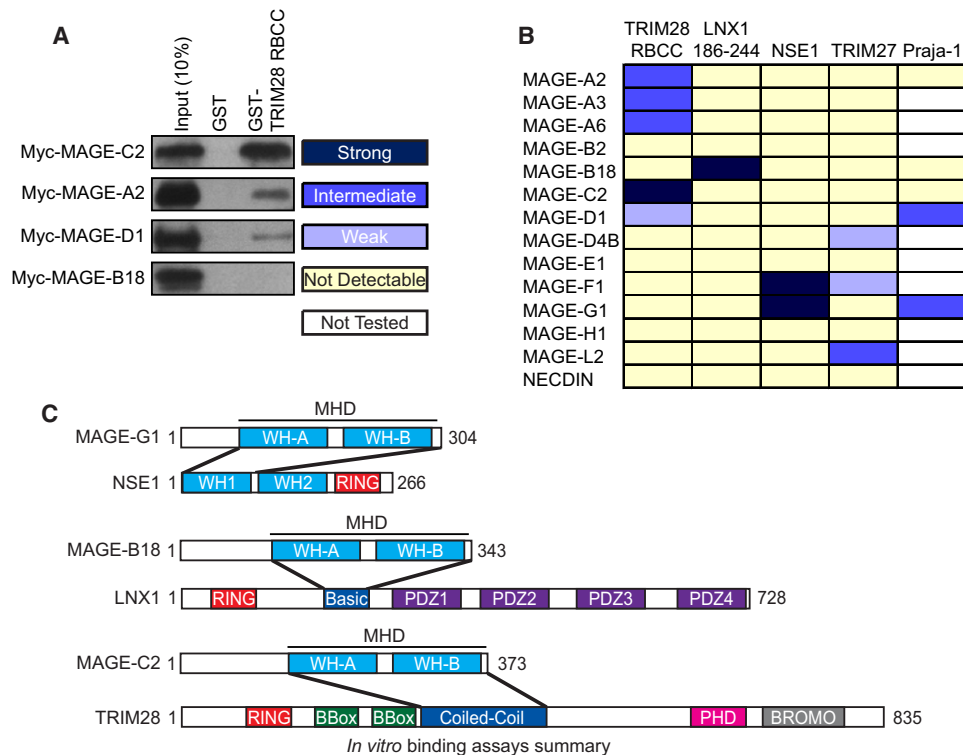 A
Input (10%)
GST
GST-
TRIM28 RBCC
Myc-MAGE-C2
Strong
Myc-MAGE-A2
Intermediate
Myc-MAGE-D1
Weak
Myc-MAGE-B18
Not Detectable
Not Tested
B
TRIM28
RBCC
LNX1
186-244
NSE1
TRIM27
Praja-1
MAGE-A2
MAGE-A3
MAGE-A6
MAGE-B2
MAGE-B18
MAGE-C2
MAGE-D1
MAGE-D4B
MAGE-E1
MAGE-F1
MAGE-G1
MAGE-H1
MAGE-L2
NECDIN
C
MHD
MAGE-G1 1 WH-A WH-B 304
NSE1 1 WH1 WH2 RING 266
MHD
MAGE-B18 1 WH-A WH-B 343
LNX1 1 RING Basic PDZ1 PDZ2 PDZ3 PDZ4 728
MHD
MAGE-C2 1 WH-A WH-B 373
TRIM28 1 RING BBox BBox Coiled-Coil PHD BROMO 835
In vitro binding assays summary